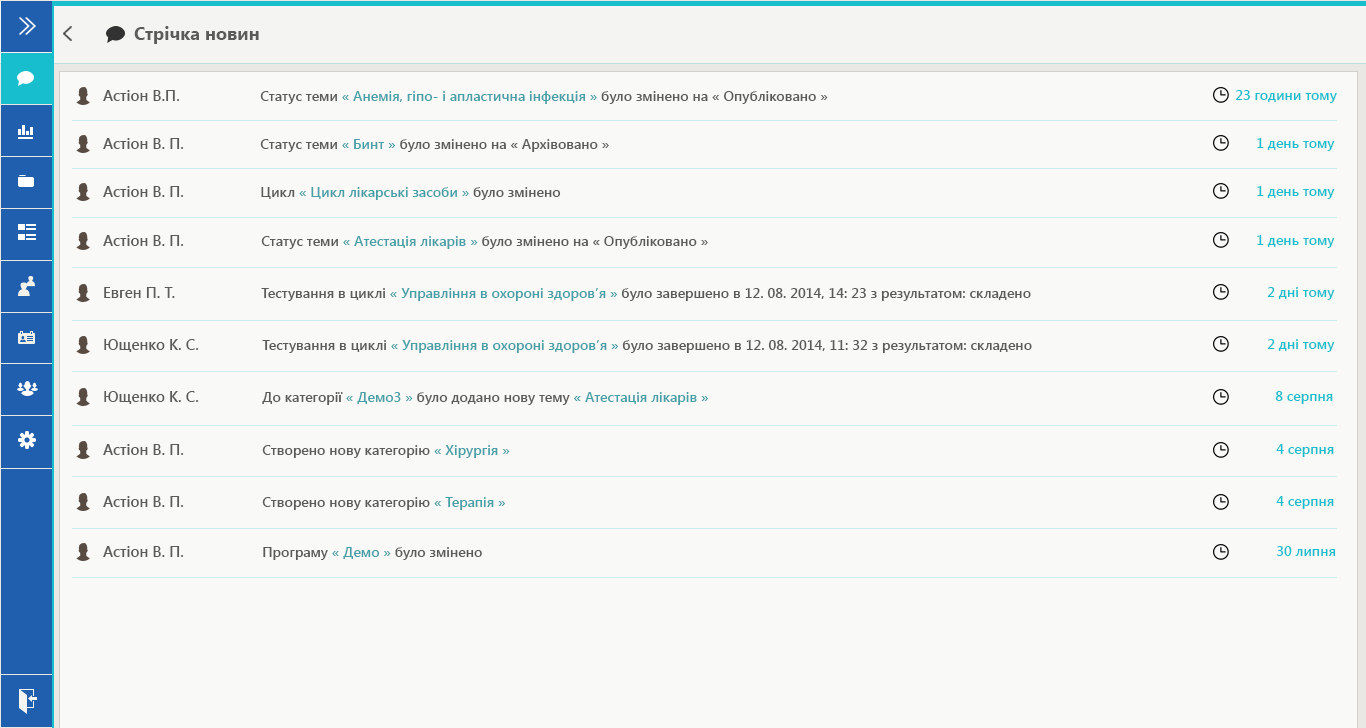 Стрічка новин
Астіон В.П. Статус теми « Анемія, гіпо- і апластична інфекція » було змінено на « Опубліковано » 23 години тому
Астіон В. П. Статус теми « Бинт » було змінено на « Архівовано » 1 день тому
Астіон В. П. Цикл « Цикл лікарські засоби » було змінено 1 день тому
Астіон В. П. Статус теми « Атестація лікарів » було змінено на « Опубліковано » 1 день тому
Евген П. Т. Тестування в циклі « Управління в охороні здоров’я » було завершено в 12. 08. 2014, 14: 23 з результатом: складено 2 дні тому
Ющенко К. С. Тестування в циклі « Управління в охороні здоров’я » було завершено в 12. 08. 2014, 11: 32 з результатом: складено 2 дні тому
Ющенко К. С. До категорії « Демо3 » було додано нову тему « Атестація лікарів » 8 серпня
Астіон В. П. Створено нову категорію « Хірургія » 4 серпня
Астіон В. П. Створено нову категорію « Терапія » 4 серпня
Астіон В. П. Програму « Демо » було змінено 30 липня